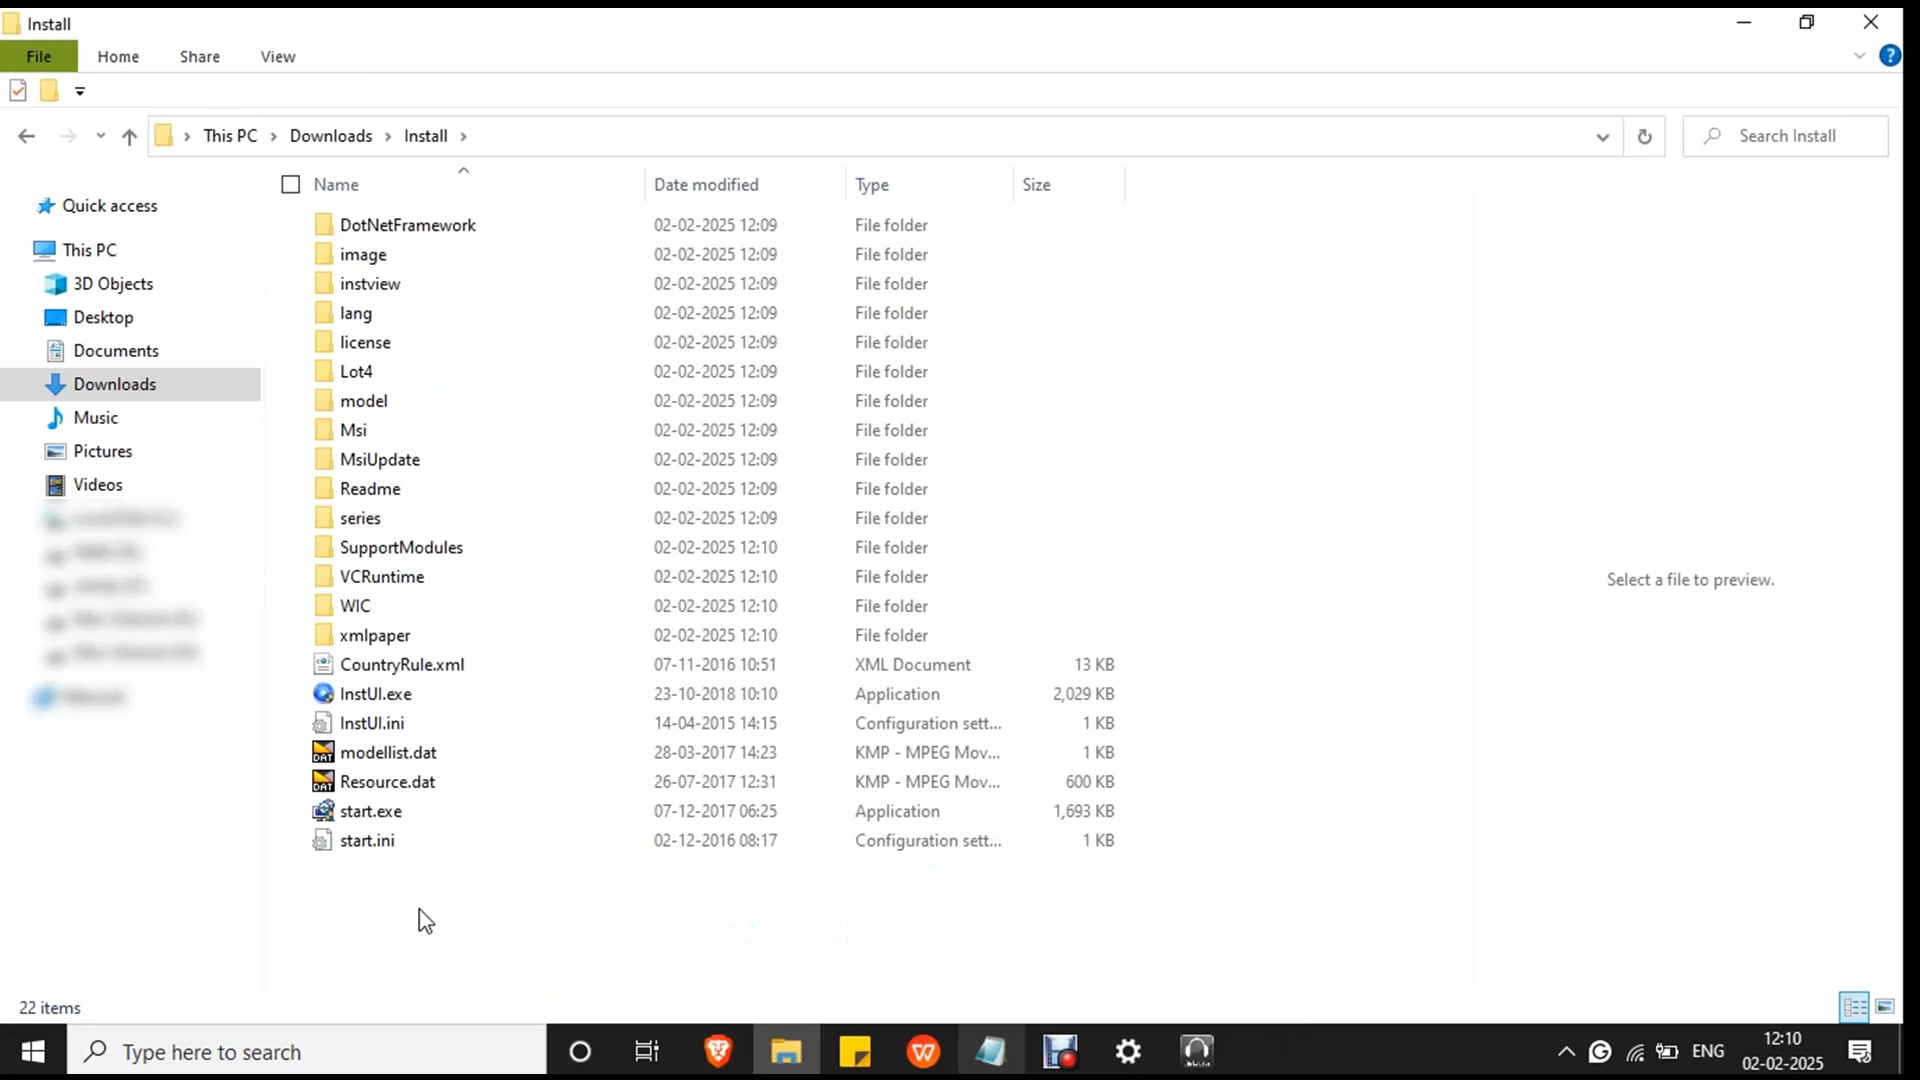 Install
File Home Share View
This PC Downloads Install
Search Install
Name Date modified Type Size
Quick access
This PC
3D Objects
Desktop
Documents
Downloads
Music
Pictures
Videos
DotNetFramework 02-02-2025 12:09 File folder
image 02-02-2025 12:09 File folder
instview 02-02-2025 12:09 File folder
lang 02-02-2025 12:09 File folder
license 02-02-2025 12:09 File folder
Lot4 02-02-2025 12:09 File folder
model 02-02-2025 12:09 File folder
Msi 02-02-2025 12:09 File folder
MsiUpdate 02-02-2025 12:09 File folder
Readme 02-02-2025 12:09 File folder
series 02-02-2025 12:09 File folder
SupportModules 02-02-2025 12:10 File folder
VCRuntime 02-02-2025 12:10 File folder
WIC 02-02-2025 12:10 File folder
xmlpaper 02-02-2025 12:10 File folder
CountryRule.xml 07-11-2016 10:51 XML Document 13 KB
InstUI.exe 23-10-2018 10:10 Application 2,029 KB
InstUI.ini 14-04-2015 14:15 Configuration sett... 1 KB
modellist.dat 28-03-2017 14:23 KMP - MPEG Mov... 1 KB
Resource.dat 26-07-2017 12:31 KMP - MPEG Mov... 600 KB
start.exe 07-12-2017 06:25 Application 1,693 KB
start.ini 02-12-2016 08:17 Configuration sett... 1 KB
Select a file to preview.
22 items
Type here to search
ENG
12:10
02-02-2025